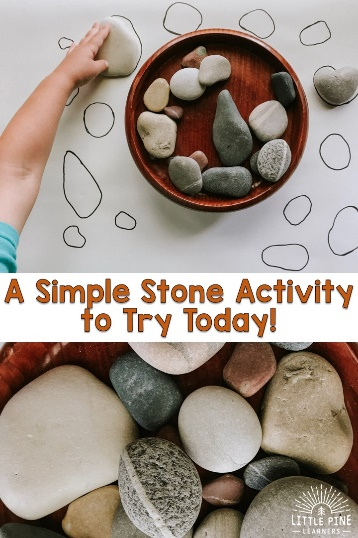 A Simple Stone Activity
to Try Today!
LITTLE PINE
LEARNERS